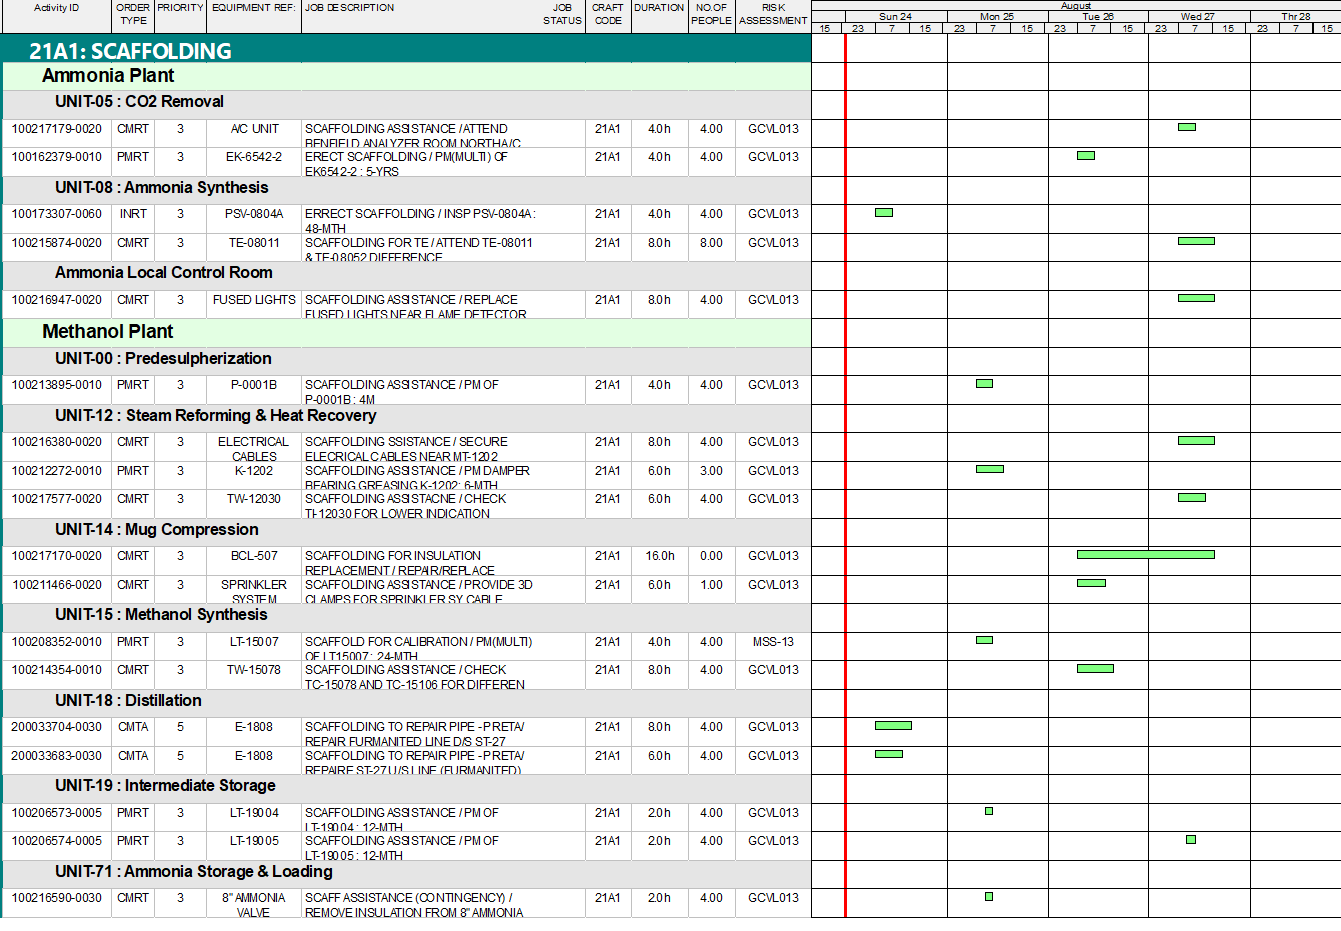 August
Activity ID ORDER TYPE PRIORITY EQUIPMENT REF: JOB DESCRIPTION JOB STATUS CRAFT CODE DURATION NO.OF PEOPLE RISK ASSESSMENT
Sun 24 Mon 25 Tue 26 Wed 27 Thr 28
15 23 7 15 23 7 15 23 7 15 23 7 15 23 7 15
21A1: SCAFFOLDING
Ammonia Plant
UNIT-05 : CO2 Removal
100217179-0020 CMRT 3 A/C UNIT SCAFFOLDING ASSISTANCE / ATTEND 21A1 4.0h 4.00 GCVL013
BENFIELD ANALYZER ROOM NORTH A/C
100162379-0010 PMRT 3 EK-6542-2 ERECT SCAFFOLDING / PM(MULTI) OF 21A1 4.0h 4.00 GCVL013
EK6542-2 : 5-YRS
UNIT-08 : Ammonia Synthesis
100173307-0060 INRT 3 PSV-0804A ERRECT SCAFFOLDING / INSP PSV-0804A : 21A1 4.0h 4.00 GCVL013
48-MTH
100215874-0020 CMRT 3 TE-08011 SCAFFOLDING FOR TE / ATTEND TE-08011 21A1 8.0h 8.00 GCVL013
& TE-08052 DIFFERENCE
Ammonia Local Control Room
100216947-0020 CMRT 3 FUSED LIGHTS SCAFFOLDING ASSISTANCE / REPLACE 21A1 8.0h 4.00 GCVL013
FUSED LIGHTS NEAR FLAME DETECTOR
Methanol Plant
UNIT-00 : Predesulpherization
100213895-0010 PMRT 3 P-0001B SCAFFOLDING ASSISTANCE / PM OF 21A1 4.0h 4.00 GCVL013
P-0001B : 4M
UNIT-12 : Steam Reforming & Heat Recovery
100216380-0020 CMRT 3 ELECTRICAL SCAFFOLDING SSISTANCE / SECURE 21A1 8.0h 4.00 GCVL013
CABLES ELECRICAL CABLES NEAR MT-1202
100212272-0010 PMRT 3 K-1202 SCAFFOLDING ASSISTANCE / PM DAMPER 21A1 6.0h 3.00 GCVL013
BEARING GREASING K-1202: 6-MTH
100217577-0020 CMRT 3 TW-12030 SCAFFOLDING ASSISTACNE / CHECK 21A1 6.0h 4.00 GCVL013
TI-12030 FOR LOWER INDICATION
UNIT-14 : Mug Compression
100217170-0020 CMRT 3 BCL-507 SCAFFOLDING FOR INSULATION 21A1 16.0h 0.00 GCVL013
REPLACEMENT / REPAIR/REPLACE
100211466-0020 CMRT 3 SPRINKLER SCAFFOLDING ASSISTANCE / PROVIDE 3D 21A1 6.0h 1.00 GCVL013
SYSTEM CLAMPS FOR SPRINKLER SY CABLE
UNIT-15 : Methanol Synthesis
100208352-0010 PMRT 3 LT-15007 SCAFFOLD FOR CALIBRATION / PM(MULTI) 21A1 4.0h 4.00 MSS-13
OF LT15007 : 24-MTH
100214354-0010 CMRT 3 TW-15078 SCAFFOLDING ASSISTANCE / CHECK 21A1 8.0h 4.00 GCVL013
TC-15078 AND TC-15106 FOR DIFFEREN
UNIT-18 : Distillation
200033704-0030 CMTA 5 E-1808 SCAFFOLDING TO REPAIR PIPE - PRETA/ 21A1 8.0h 4.00 GCVL013
REPAIR FURMANITED LINE D/S ST-27
200033683-0030 CMTA 5 E-1808 SCAFFOLDING TO REPAIR PIPE - PRETA/ 21A1 6.0h 4.00 GCVL013
REPAIRE ST-27 U/S LINE (FURMANITED)
UNIT-19 : Intermediate Storage
100206573-0005 PMRT 3 LT-19004 SCAFFOLDING ASSISTANCE / PM OF 21A1 2.0h 4.00 GCVL013
LT-19004 : 12-MTH
100206574-0005 PMRT 3 LT-19005 SCAFFOLDING ASSISTANCE / PM OF 21A1 2.0h 4.00 GCVL013
LT-19005 : 12-MTH
UNIT-71 : Ammonia Storage & Loading
100216590-0030 CMRT 3 8" AMMONIA SCAFF ASSISTANCE (CONTINGENCY) / 21A1 2.0h 4.00 GCVL013
VALVE REMOVE INSULATION FROM 8" AMMONIA